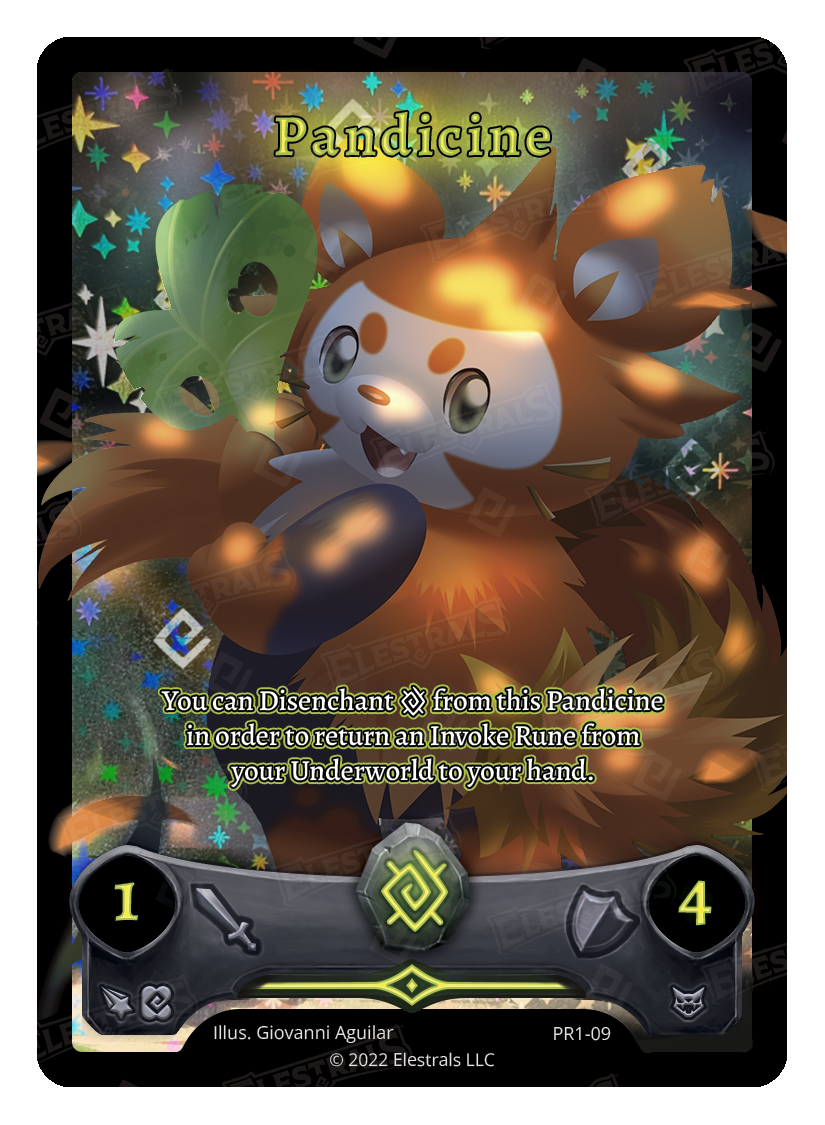 Pandicine
You can Disenchant from this Pandicine
in order to return an Invoke Rune from
your Underworld to your hand.
1
4
Illus. Giovanni Aguilar
PR1-09
© 2022 Elestrals LLC
ELESTRALS